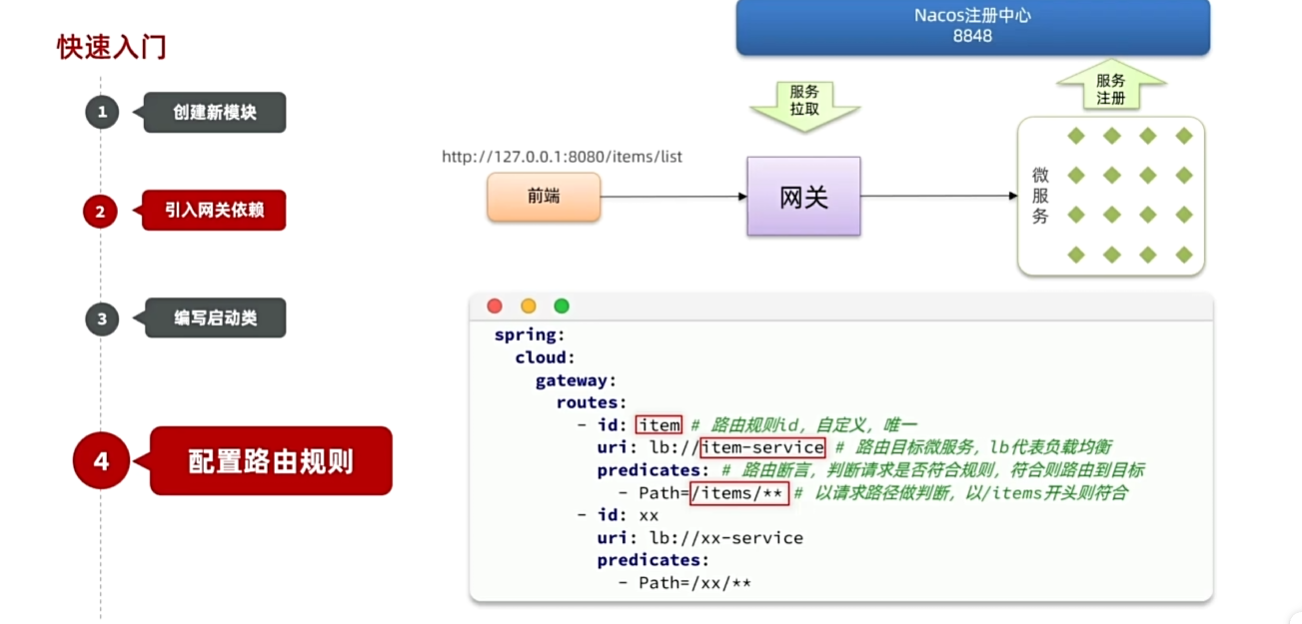 快速入门
1
创建新模块
2
引入网关依赖
3
编写启动类
4
配置路由规则
Nacos注册中心
8848
服务
拉取
服务
注册
http://127.0.0.1:8080/items/list
前端
网关
微
服
务
spring:
cloud:
gateway:
routes:
- id: item # 路由规则id，自定义，唯一
uri: lb://item-service # 路由目标微服务，lb代表负载均衡
predicates: # 路由断言，判断请求是否符合规则，符合则路由到目标
- Path=/items/** # 以请求路径做判断，以/items开头则符合
- id: xx
uri: lb://xx-service
predicates:
- Path=/xx/**